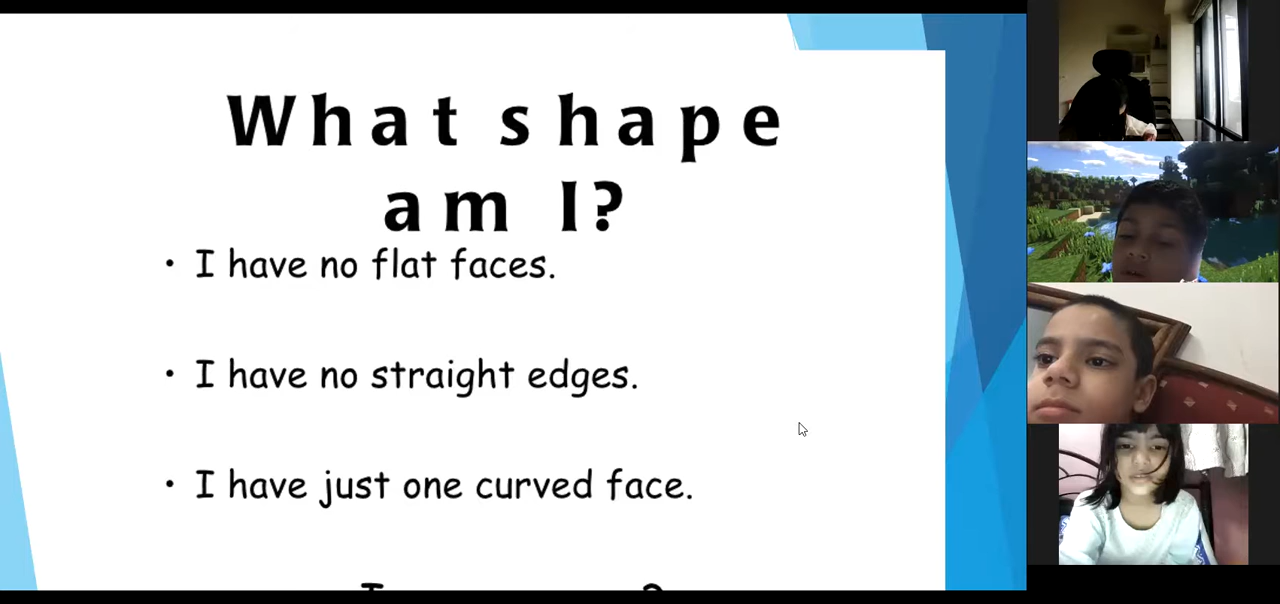 What shape
am I?
• I have no flat faces.
• I have no straight edges.
• I have just one curved face.